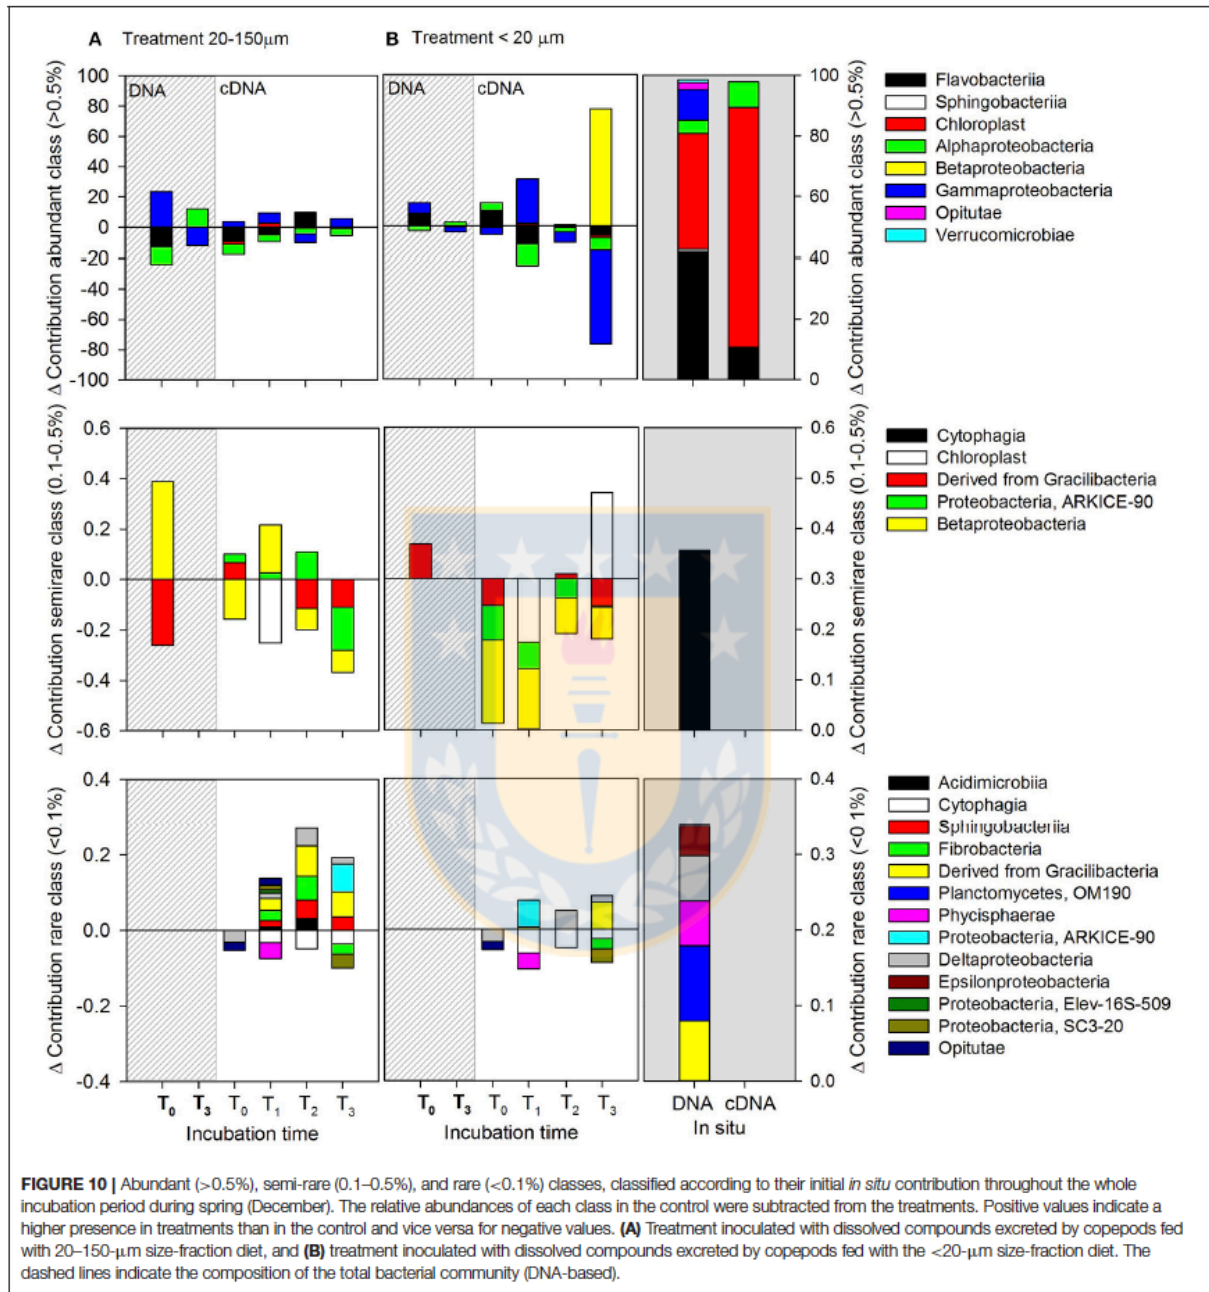 A Treatment 20-150μm
B Treatment < 20 μm
Δ Contribution abundant class (>0.5%)
100
80
60
40
20
0
-20
-40
-60
-80
-100
DNA
cDNA
DNA
cDNA
100
80
60
40
20
0
Δ Contribution abundant class (>0.5%)
Flavobacteriia
Sphingobacteriia
Chloroplast
Alphaproteobacteria
Betaproteobacteria
Gammaproteobacteria
Opitutae
Verrucomicrobiae
Δ Contribution semirare class (0.1-0.5%)
0.6
0.4
0.2
0.0
-0.2
-0.4
-0.6
0.6
0.5
0.4
0.3
0.2
0.1
0.0
Δ Contribution semirare class (0.1-0.5%)
Cytophagia
Chloroplast
Derived from Gracilibacteria
Proteobacteria, ARKICE-90
Betaproteobacteria
Δ Contribution rare class (<0.1%)
0.4
0.2
0.0
-0.2
-0.4
0.4
0.3
0.2
0.1
0.0
Δ Contribution rare class (<0.1%)
Acidimicrobiia
Cytophagia
Sphingobacteriia
Fibrobacteria
Derived from Gracilibacteria
Planctomycetes, OM190
Phycisphaerae
Proteobacteria, ARKICE-90
Deltaproteobacteria
Epsilonproteobacteria
Proteobacteria, Elev-16S-509
Proteobacteria, SC3-20
Opitutae
T0 T3 T0 T1 T2 T3
Incubation time
T0 T3 T0 T1 T2 T3
Incubation time
DNA cDNA
In situ
FIGURE 10 | Abundant (>0.5%), semi-rare (0.1–0.5%), and rare (<0.1%) classes, classified according to their initial in situ contribution throughout the whole
incubation period during spring (December). The relative abundances of each class in the control were subtracted from the treatments. Positive values indicate a
higher presence in treatments than in the control and vice versa for negative values. (A) Treatment inoculated with dissolved compounds excreted by copepods fed
with 20–150-μm size-fraction diet, and (B) treatment inoculated with dissolved compounds excreted by copepods fed with the <20-μm size-fraction diet. The
dashed lines indicate the composition of the total bacterial community (DNA-based).